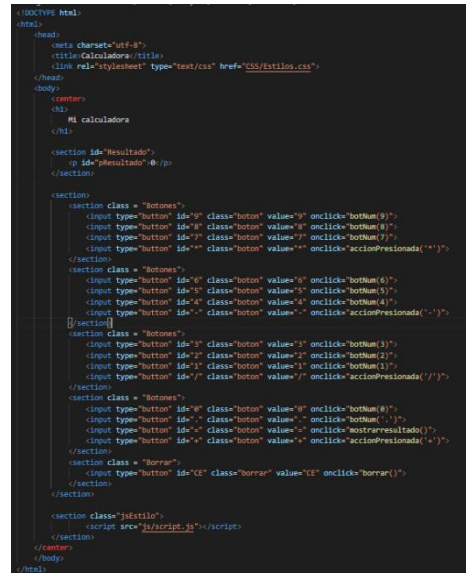 <!DOCTYPE html>
<html>
<head>
<meta charset="utf-8">
<title>Calculadora</title>
<link rel="stylesheet" type="text/css" href="CSS/Estilos.css">
</head>
<body>
<center>
<h1>
Mi calculadora
</h1>
<section id="Resultado">
<p id="pResultado">0</p>
</section>
<section>
<section class = "Botones">
<input type="button" id="9" class="boton" value="9" onclick="botNum(9)">
<input type="button" id="8" class="boton" value="8" onclick="botNum(8)">
<input type="button" id="7" class="boton" value="7" onclick="botNum(7)">
<input type="button" id="*" class="boton" value="*" onclick="accionPresionada('*')">
</section>
<section class = "Botones">
<input type="button" id="6" class="boton" value="6" onclick="botNum(6)">
<input type="button" id="5" class="boton" value="5" onclick="botNum(5)">
<input type="button" id="4" class="boton" value="4" onclick="botNum(4)">
<input type="button" id="-" class="boton" value="-" onclick="accionPresionada('-')">
</section>
<section class = "Botones">
<input type="button" id="3" class="boton" value="3" onclick="botNum(3)">
<input type="button" id="2" class="boton" value="2" onclick="botNum(2)">
<input type="button" id="1" class="boton" value="1" onclick="botNum(1)">
<input type="button" id="/" class="boton" value="/" onclick="accionPresionada('/')">
</section>
<section class = "Botones">
<input type="button" id="0" class="boton" value="0" onclick="botNum(0)">
<input type="button" id="." class="boton" value="." onclick="botNum('.')">
<input type="button" id="=" class="boton" value="=" onclick="mostrarresultado()">
<input type="button" id="+" class="boton" value="+" onclick="accionPresionada('+')">
</section>
<section class = "Borrar">
<input type="button" id="CE" class="borrar" value="CE" onclick="borrar()">
</section>
</section>
<section class="jsEstilo">
<script src="js/script.js"></script>
</section>
</center>
</body>
</html>